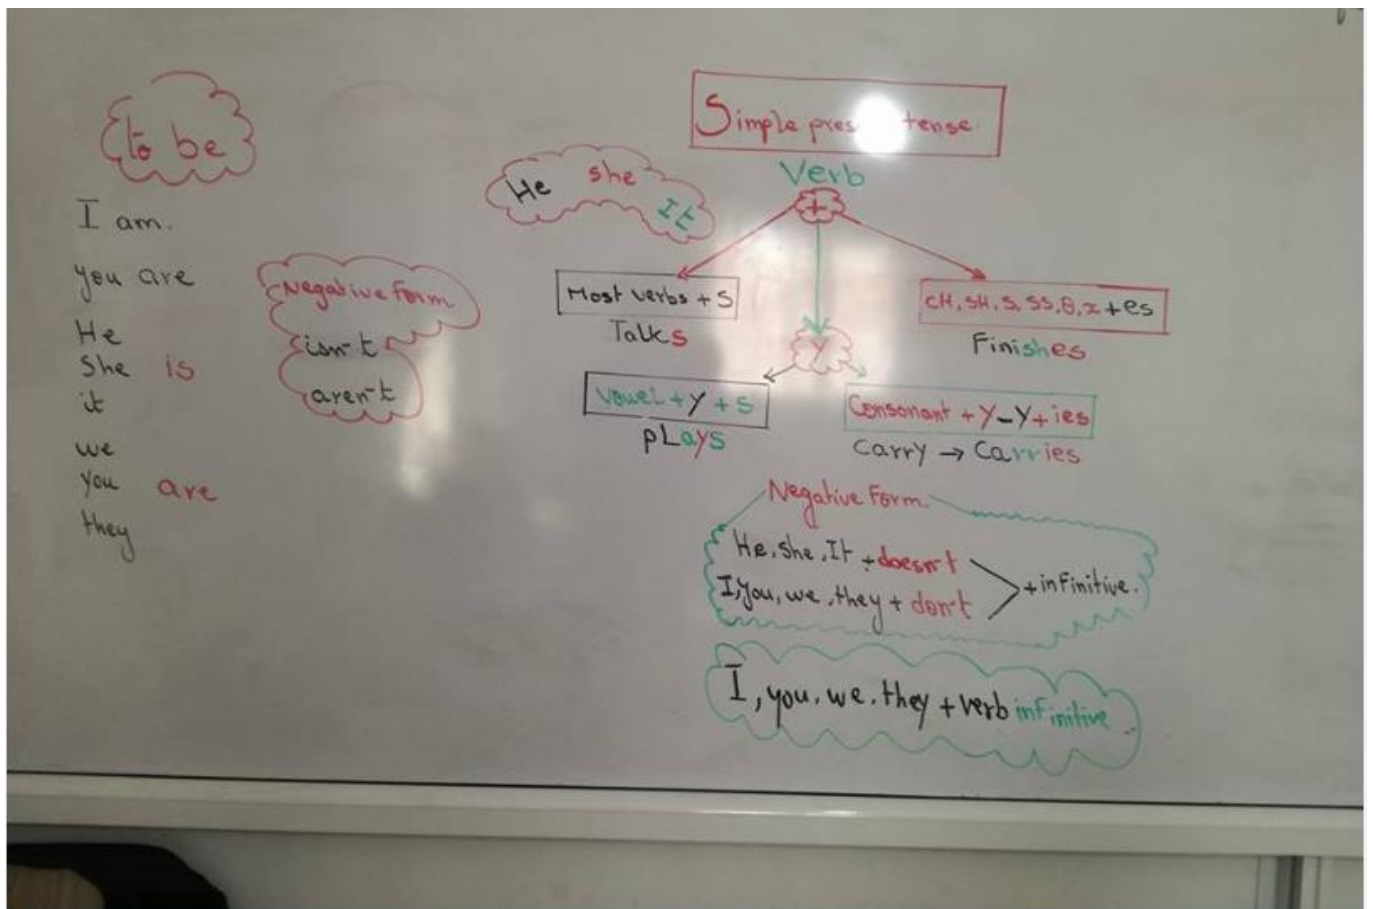 to be
I am.
you are
He
She is
it
we
you are
they
Negative Form
isn-t
aren-t
Simple pres tense
Verb
+
He she It
Most verbs + S
Talks
CH, SH, S, SS, + es
Finishes
Y
Vowel + y + s
pLays
Consonant + Y - Y + ies
Carry → Carries
Negative Form.
He, She, It + doesn-t
I, you, we, they + don-t
+ infinitive.
I, you, we, they + verb infinitive..